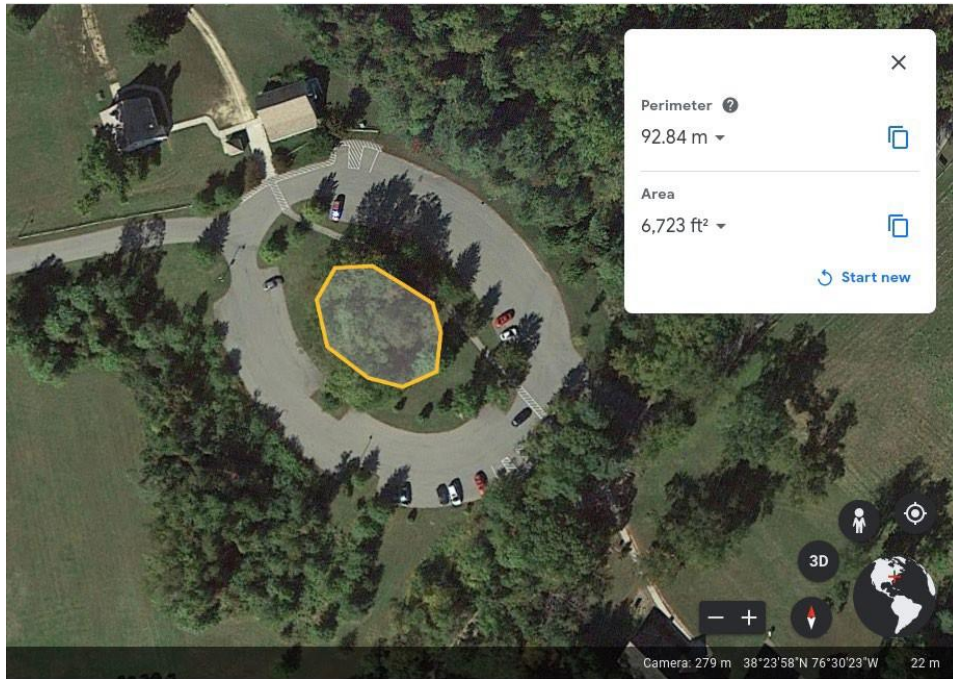 Perimeter ?
92.84 m
Area
6,723 ft²
Start new
3D
Camera: 279 m 38°23'58"N 76°30'23"W 22 m